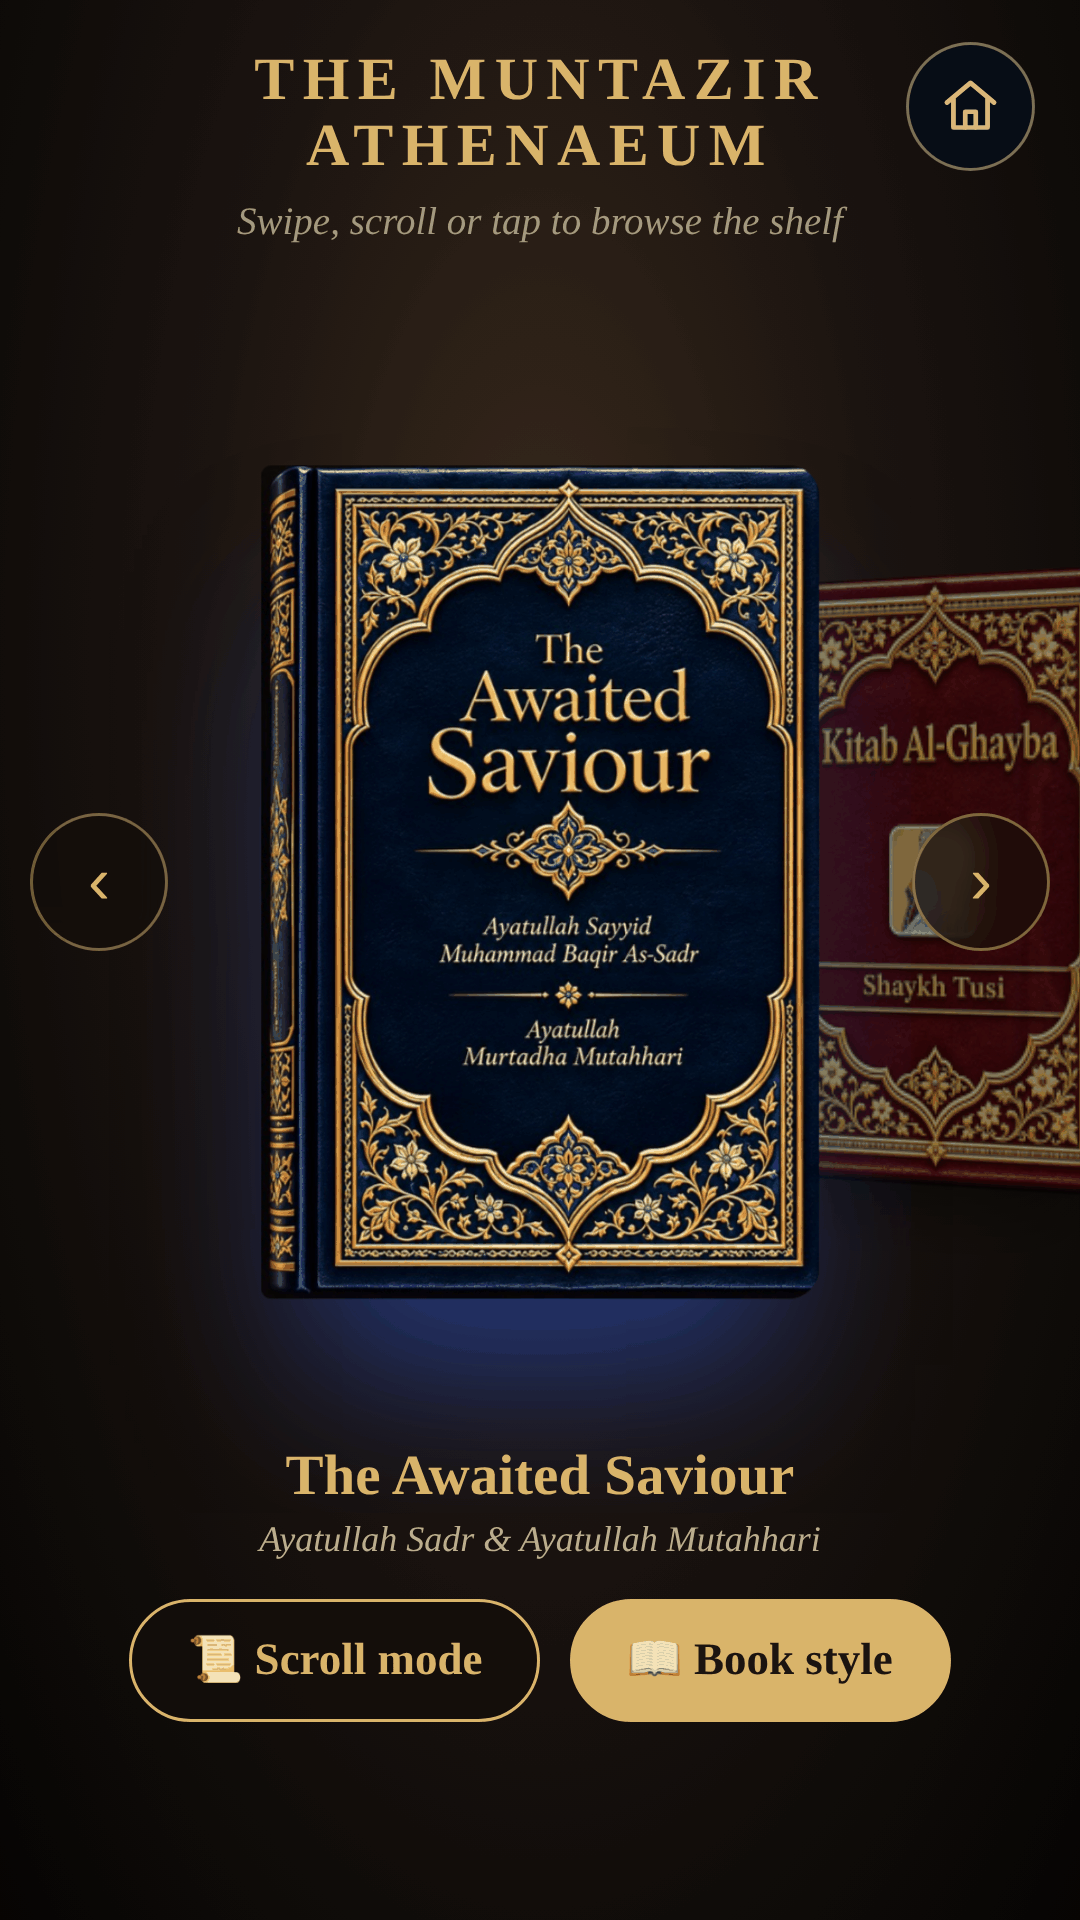 THE MUNTAZIR
ATHENAEUM
Swipe, scroll or tap to browse the shelf
The
Awaited
Saviour
Ayatullah Sayyid
Muhammad Baqir As-Sadr
Ayatullah
Murtadha Mutahhari
Kitab Al-Ghayba
Shaykh Tusi
‹
›
The Awaited Saviour
Ayatullah Sadr & Ayatullah Mutahhari
📜 Scroll mode
📖 Book style